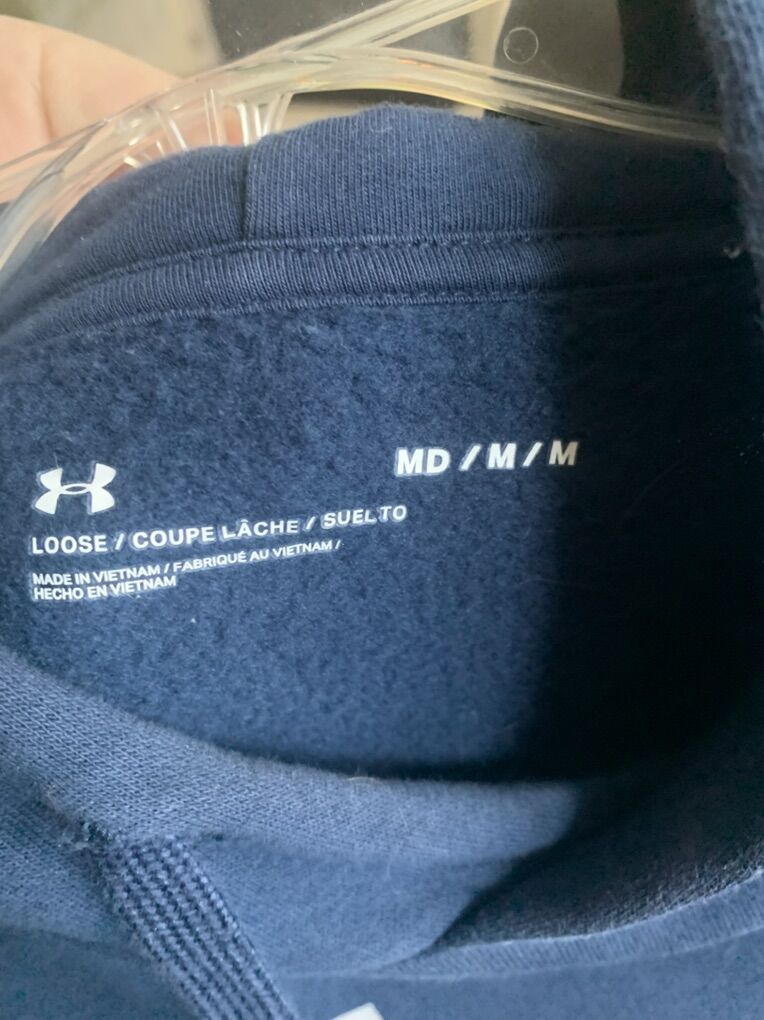 MD / M / M
LOOSE / COUPE LÂCHE / SUELTO
MADE IN VIETNAM / FABRIQUÉ AU VIETNAM /
HECHO EN VIETNAM